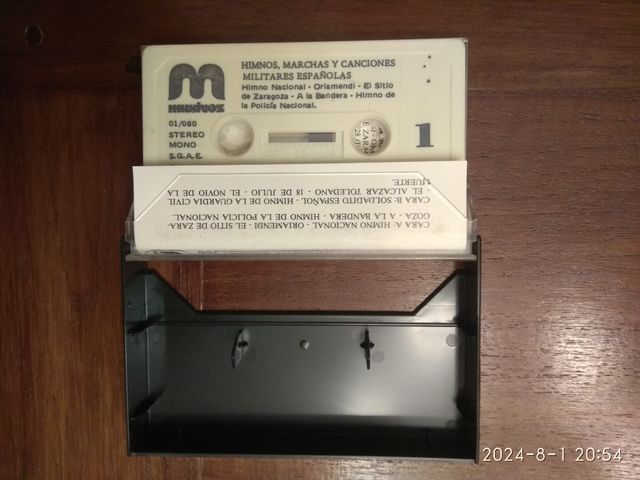 musivoz
HIMNOS, MARCHAS Y CANCIONES
MILITARES ESPAÑOLAS
Himno Nacional - Oriamendi - El Sitio
de Zaragoza - A la Bandera - Himno de
la Policía Nacional.
01/060
STEREO
MONO
S.G.A.E.
1
CARA A: HIMNO NACIONAL - ORIAMENDI - EL SITIO DE ZARA-
GOZA - A LA BANDERA - HIMNO DE LA POLICIA NACIONAL.
CARA B: SOLDADITO ESPAÑOL - HIMNO DE LA GUARDIA CIVIL
- EL ALCAZAR TOLEDANO - 18 DE JULIO - EL NOVIO DE LA
MUERTE.
2024-8-1 20:54